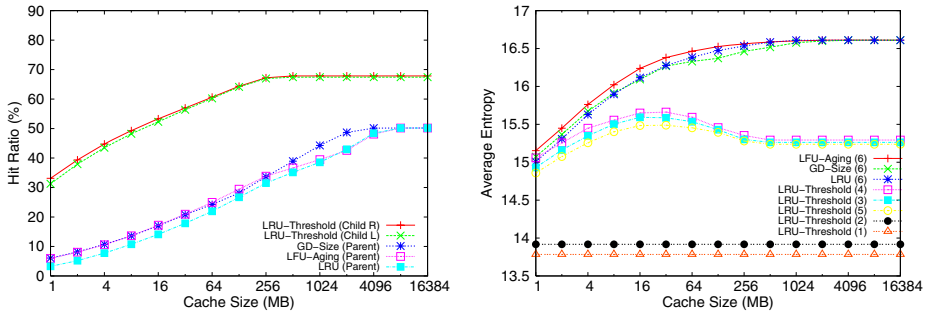 90
80
70
60
50
40
30
20
10
0
Hit Ratio (%)
1 4 16 64 256 1024 4096 16384
Cache Size (MB)
LRU-Threshold (Child R)
LRU-Threshold (Child L)
GD-Size (Parent)
LFU-Aging (Parent)
LRU (Parent)
17
16.5
16
15.5
15
14.5
14
13.5
Average Entropy
1 4 16 64 256 1024 4096 16384
Cache Size (MB)
LFU-Aging (6)
GD-Size (6)
LRU (6)
LRU-Threshold (4)
LRU-Threshold (3)
LRU-Threshold (5)
LRU-Threshold (2)
LRU-Threshold (1)